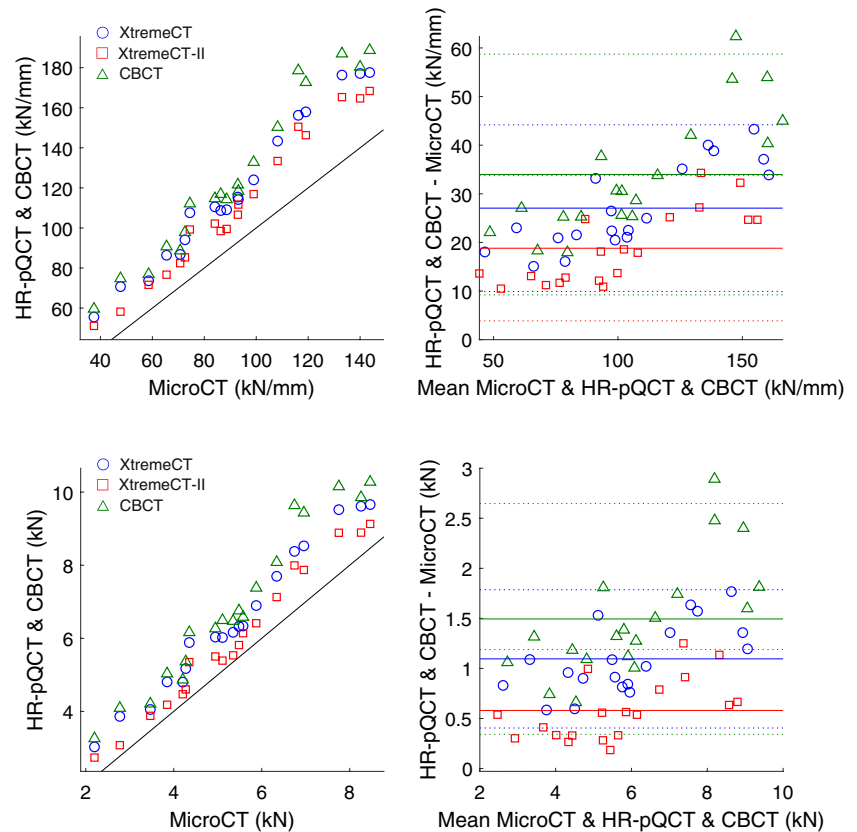 XtremeCT
XtremeCT-II
CBCT
HR-pQCT & CBCT (kN/mm)
180
160
140
120
100
80
60
40 60 80 100 120 140
MicroCT (kN/mm)
HR-pQCT & CBCT - MicroCT (kN/mm)
60
50
40
30
20
10
0
50 100 150
Mean MicroCT & HR-pQCT & CBCT (kN/mm)
XtremeCT
XtremeCT-II
CBCT
HR-pQCT & CBCT (kN)
10
8
6
4
2 4 6 8
MicroCT (kN)
HR-pQCT & CBCT - MicroCT (kN)
3
2.5
2
1.5
1
0.5
0
2 4 6 8 10
Mean MicroCT & HR-pQCT & CBCT (kN)